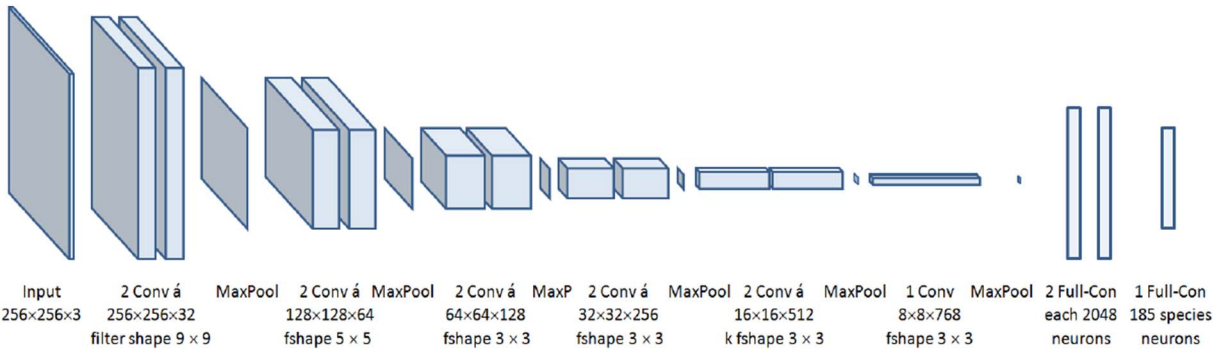 Input
256×256×3
2 Conv á
256×256×32
filter shape 9 × 9
MaxPool
2 Conv á
128×128×64
fshape 5 × 5
MaxPool
2 Conv á
64×64×128
fshape 3 × 3
MaxP
2 Conv á
32×32×256
fshape 3 × 3
MaxPool
2 Conv á
16×16×512
k fshape 3 × 3
MaxPool
1 Conv
8×8×768
fshape 3 × 3
MaxPool
2 Full-Con
each 2048
neurons
1 Full-Con
185 species
neurons